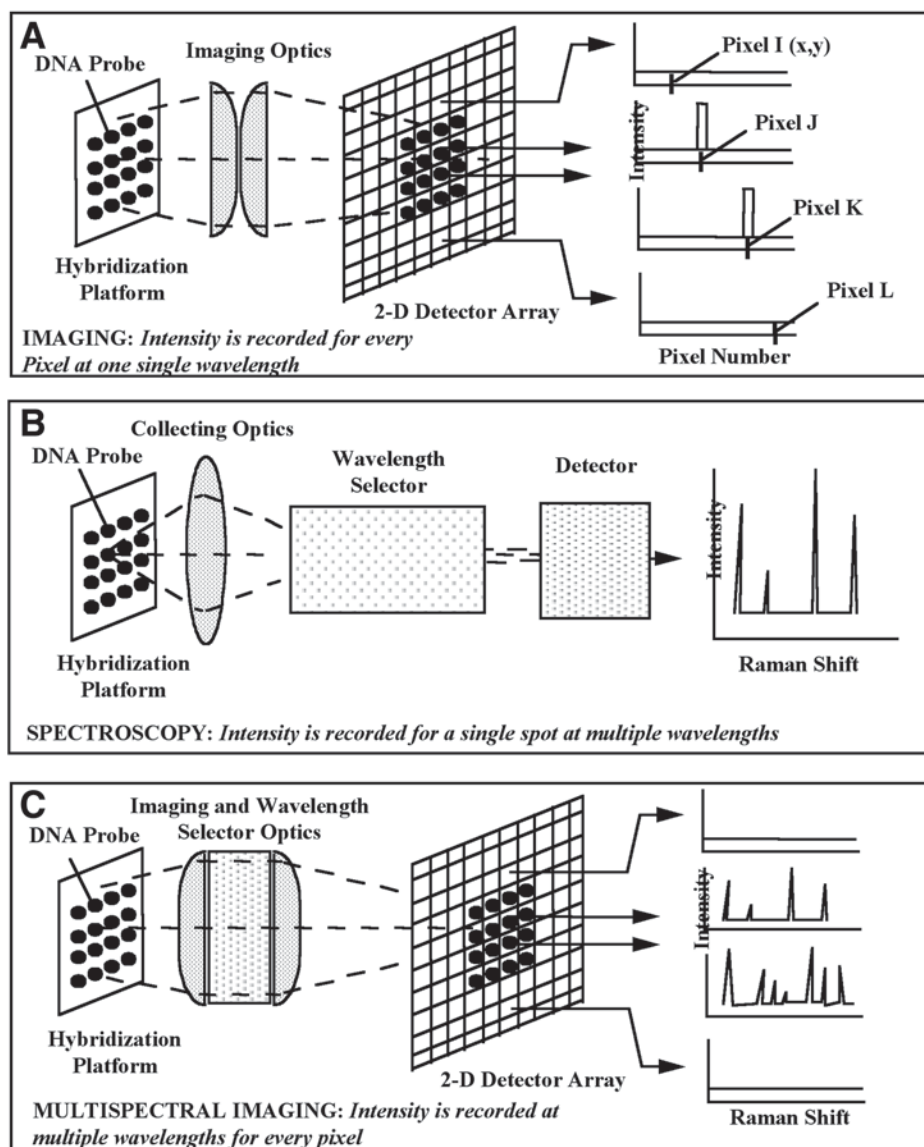 A
Imaging Optics
DNA Probe
Hybridization
Platform
2-D Detector Array
Intensity
Pixel I (x,y)
Pixel J
Pixel K
Pixel L
Pixel Number
IMAGING: Intensity is recorded for every
Pixel at one single wavelength
B
Collecting Optics
DNA Probe
Wavelength
Selector
Detector
Hybridization
Platform
Intensity
Raman Shift
SPECTROSCOPY: Intensity is recorded for a single spot at multiple wavelengths
C
Imaging and Wavelength
Selector Optics
DNA Probe
Hybridization
Platform
2-D Detector Array
Intensity
Raman Shift
MULTISPECTRAL IMAGING: Intensity is recorded at
multiple wavelengths for every pixel